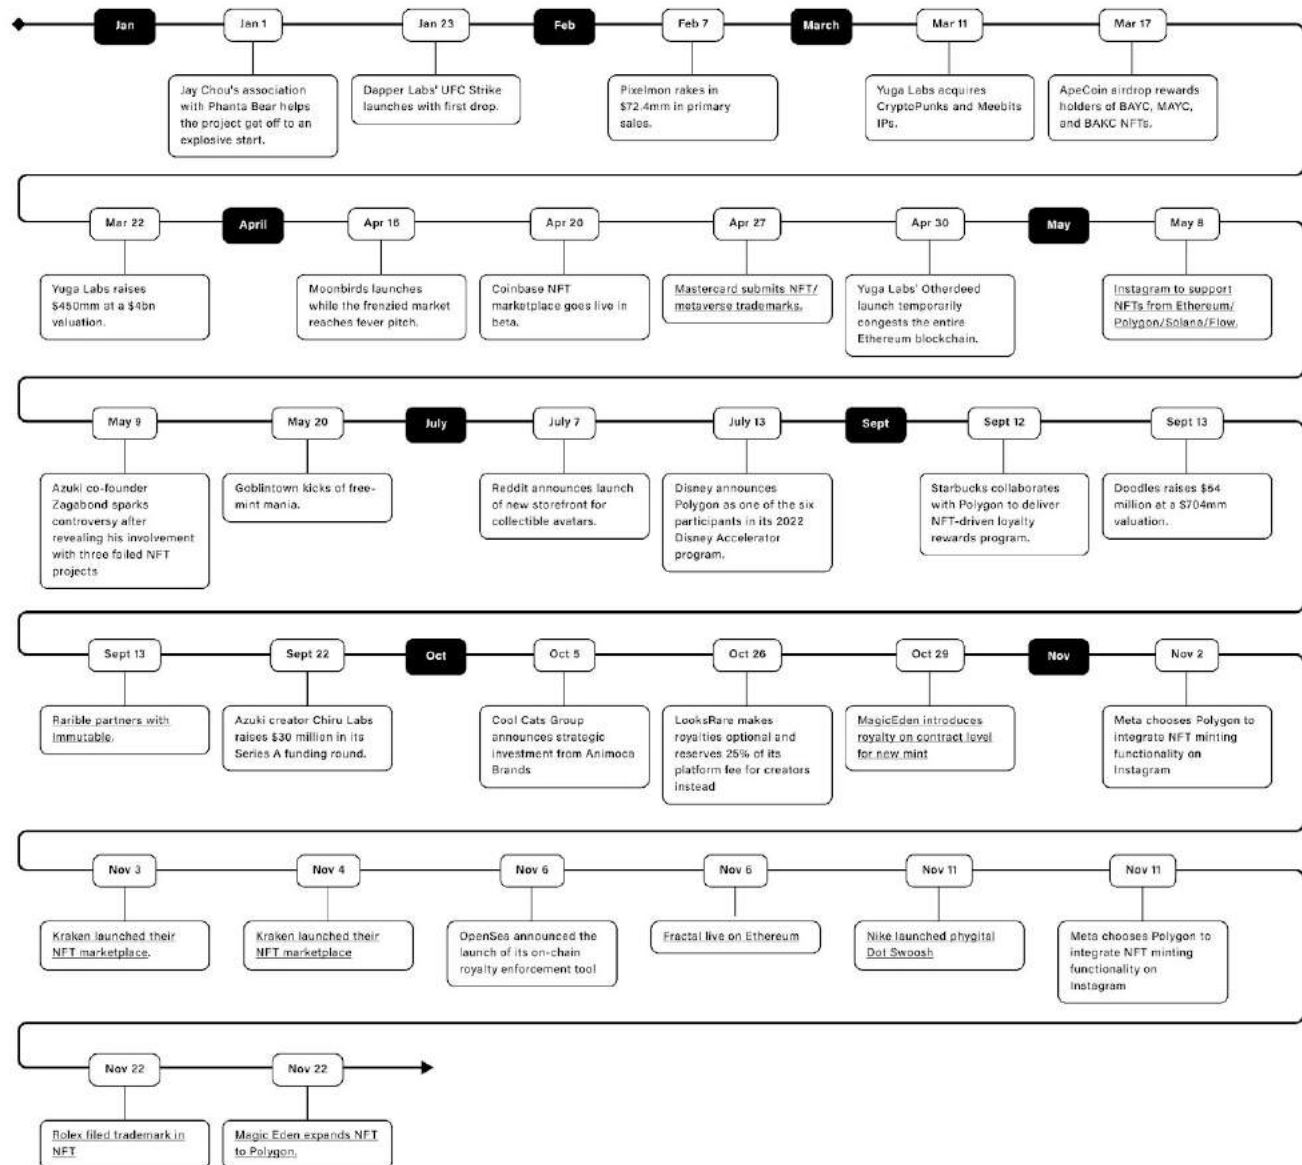 Jan
Jan 1
Jan 23
Feb
Feb 7
March
Mar 11
Mar 17
Jay Chou's association
with Phanta Bear helps
the project get off to an
explosive start.
Dapper Labs' UFC Strike
launches with first drop.
Pixelmon rakes in
$72.4mm in primary
sales.
Yuga Labs acquires
CryptoPunks and Meebits
IPs.
ApeCoin airdrop rewards
holders of BAYC, MAYC,
and BAKC NFTs.
Mar 22
April
Apr 16
Apr 20
Apr 27
Apr 30
May
May 8
Yuga Labs raises
$450mm at a $4bn
valuation.
Moonbirds launches
while the frenzied market
reaches fever pitch.
Coinbase NFT
marketplace goes live in
beta.
Mastercard submits NFT/
metaverse trademarks.
Yuga Labs' Otherdeed
launch temporarily
congests the entire
Ethereum blockchain.
Instagram to support
NFTs from Ethereum/
Polygon/Solana/Flow.
May 9
May 20
July
July 7
July 13
Sept
Sept 12
Sept 13
Azuki co-founder
Zagabond sparks
controversy after
revealing his involvement
with three failed NFT
projects
Goblintown kicks of free-
mint mania.
Reddit announces launch
of new storefront for
collectible avatars.
Disney announces
Polygon as one of the six
participants in its 2022
Disney Accelerator
program.
Starbucks collaborates
with Polygon to deliver
NFT-driven loyalty
rewards program.
Doodles raises $54
million at a $704mm
valuation.
Sept 13
Sept 22
Oct
Oct 5
Oct 26
Oct 29
Nov
Nov 2
Rarible partners with
Immutable.
Azuki creator Chiru Labs
raises $30 million in its
Series A funding round.
Cool Cats Group
announces strategic
investment from Animoca
Brands
LooksRare makes
royalties optional and
reserves 25% of its
platform fee for creators
instead
MagicEden introduces
royalty on contract level
for new mint
Meta chooses Polygon to
integrate NFT minting
functionality on
Instagram
Nov 3
Nov 4
Nov 6
Nov 6
Nov 11
Nov 11
Kraken launched their
NFT marketplace.
Kraken launched their
NFT marketplace
OpenSea announced the
launch of its on-chain
royalty enforcement tool
Fractal live on Ethereum
Nike launched phygital
Dot Swoosh
Meta chooses Polygon to
integrate NFT minting
functionality on
Instagram
Nov 22
Nov 22
Rolex filed trademark in
NFT
Magic Eden expands NFT
to Polygon.